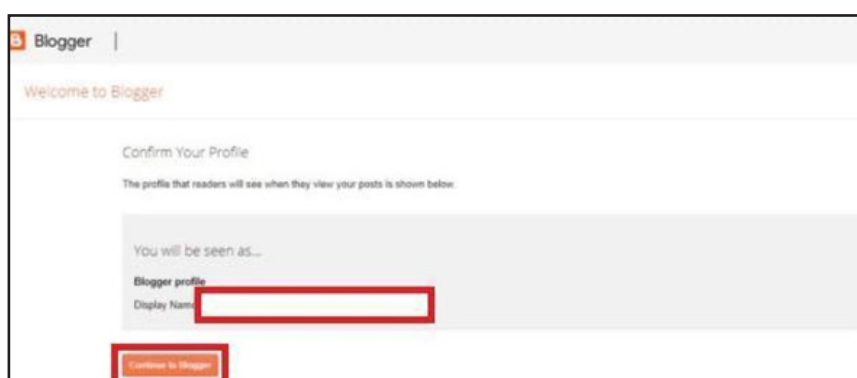 Blogger |
Welcome to Blogger
Confirm Your Profile
The profile that readers will see when they view your posts is shown below.
You will be seen as...
Blogger profile
Display Name
Continue to Blogger